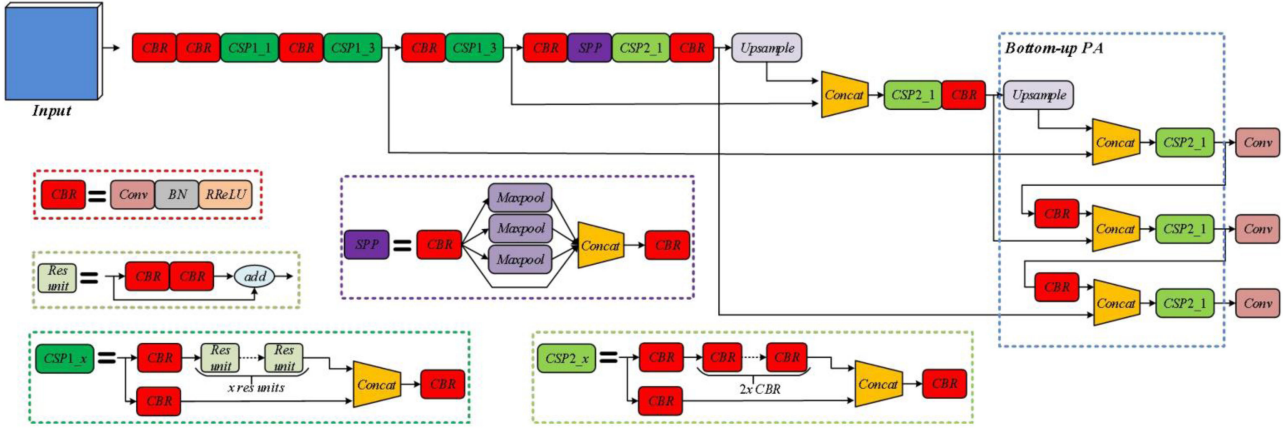 CBR CBR CSP1_1 CBR CSP1_3 CBR CSP1_3 CBR SPP CSP2_1 CBR Upsample
Bottom-up PA
Input
Concat CSP2_1 CBR Upsample
Concat CSP2_1 Conv
CBR = Conv BN RReLU
CBR Concat CSP2_1 Conv
Maxpool
Maxpool
Maxpool
SPP = CBR Concat CBR
Res
unit
= CBR CBR add
CBR Concat CSP2_1 Conv
CSP1_x = CBR Res
unit
Res
unit
x res units
CBR
Concat CBR
CSP2_x = CBR CBR CBR
2x CBR
CBR
Concat CBR